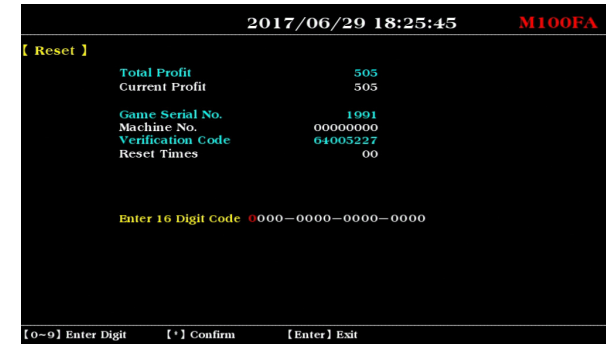 2017/06/29 18:25:45 M100FA
【 Reset 】
Total Profit 505
Current Profit 505
Game Serial No. 1991
Machine No. 00000000
Verification Code 64005227
Reset Times 00
Enter 16 Digit Code 0000-0000-0000-0000
【0~9】Enter Digit 【*】Confirm 【Enter】Exit